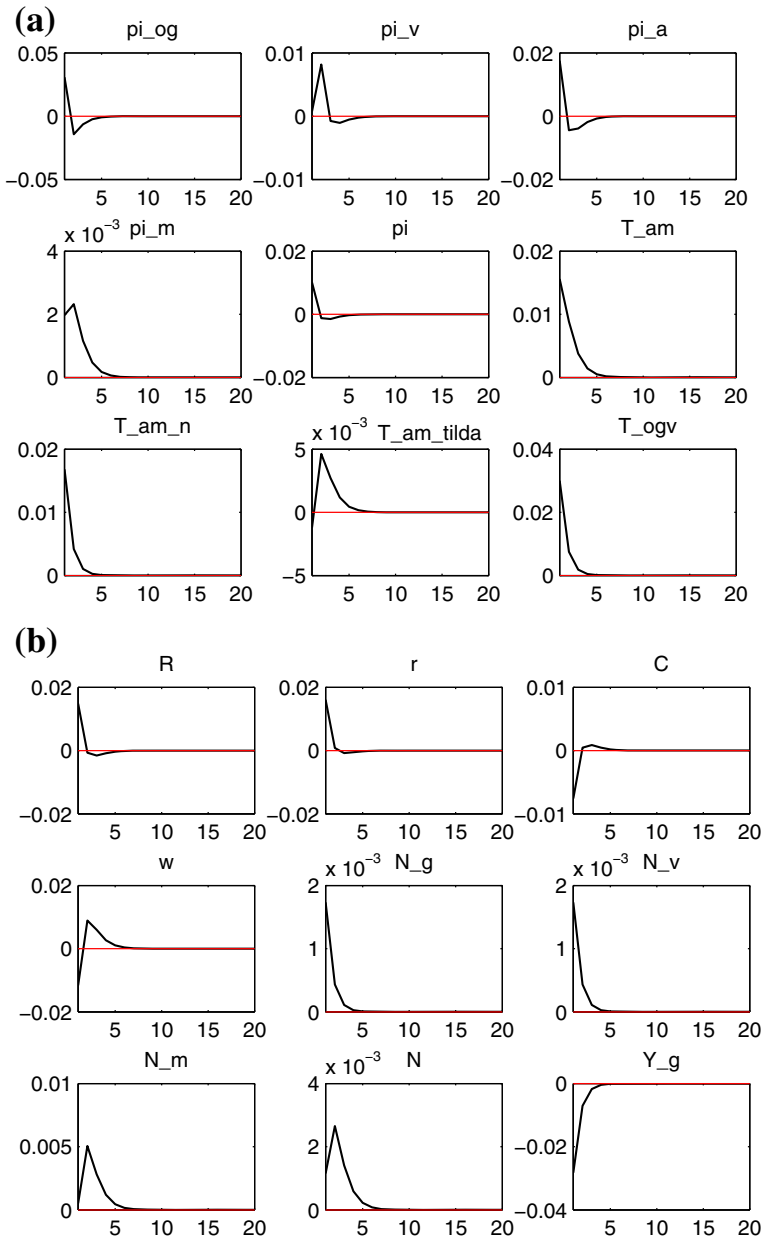 (a)
pi_og pi_v pi_a
0.05 0.01 0.02
0 0 0
−0.05 −0.01 −0.02
5 10 15 20 5 10 15 20 5 10 15 20
x 10⁻³ pi_m pi T_am
4 0.02 0.02
2 0 0.01
0 −0.02 0
5 10 15 20 5 10 15 20 5 10 15 20
T_am_n x 10⁻³ T_am_tilda T_ogv
0.02 5 0.04
0.01 0 0.02
0 −5 0
5 10 15 20 5 10 15 20 5 10 15 20
(b)
R r C
0.02 0.02 0.01
0 0 0
−0.02 −0.02 −0.01
5 10 15 20 5 10 15 20 5 10 15 20
w x 10⁻³ N_g x 10⁻³ N_v
0.02 2 2
0 1 1
−0.02 0 0
5 10 15 20 5 10 15 20 5 10 15 20
N_m x 10⁻³ N Y_g
0.01 4 0
0.005 2 −0.02
0 0 −0.04
5 10 15 20 5 10 15 20 5 10 15 20